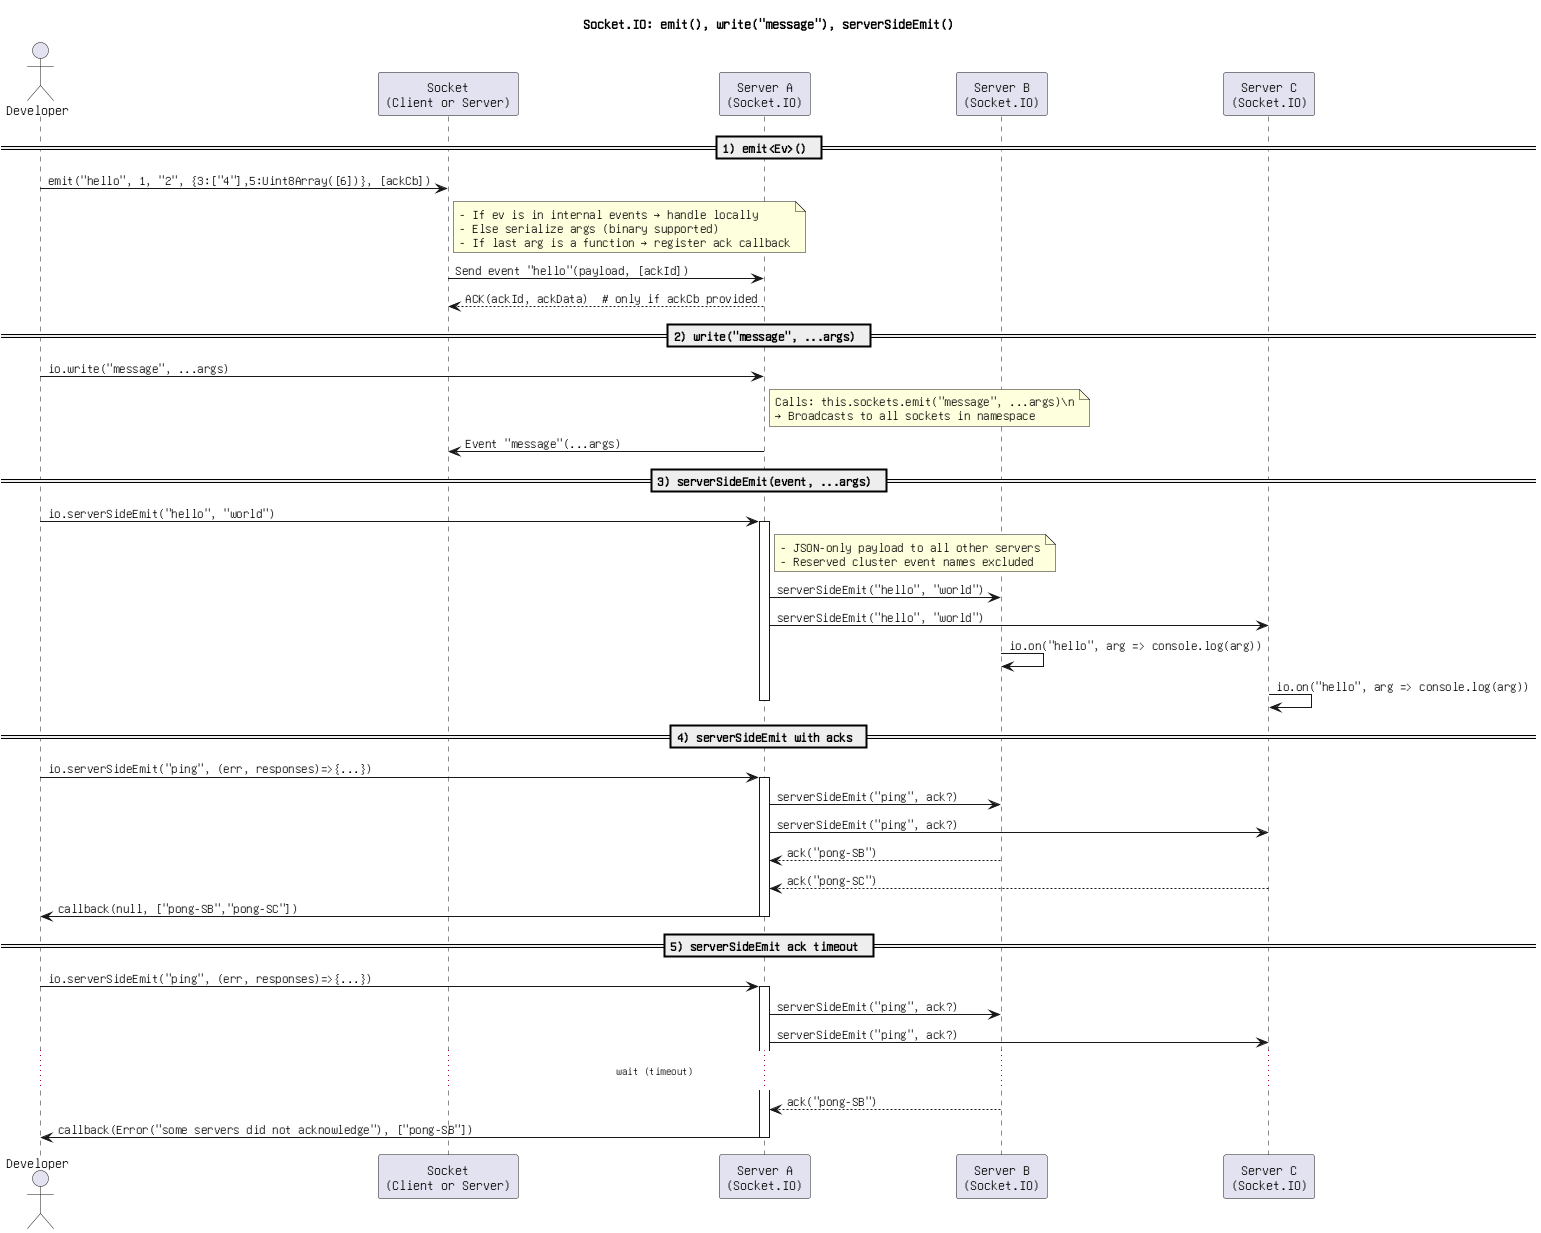 Socket.IO: emit(), write("message"), serverSideEmit()
Developer
Socket
(Client or Server)
Server A
(Socket.IO)
Server B
(Socket.IO)
Server C
(Socket.IO)
1) emit<Ev>()
emit("hello", 1, "2", {3:["4"],5:Uint8Array([6])}, [ackCb])
- If ev is in internal events → handle locally
- Else serialize args (binary supported)
- If last arg is a function → register ack callback
Send event "hello"(payload, [ackId])
ACK(ackId, ackData)  # only if ackCb provided
2) write("message", ...args)
io.write("message", ...args)
Calls: this.sockets.emit("message", ...args)\n
→ Broadcasts to all sockets in namespace
Event "message"(...args)
3) serverSideEmit(event, ...args)
io.serverSideEmit("hello", "world")
- JSON-only payload to all other servers
- Reserved cluster event names excluded
serverSideEmit("hello", "world")
serverSideEmit("hello", "world")
io.on("hello", arg => console.log(arg))
io.on("hello", arg => console.log(arg))
4) serverSideEmit with acks
io.serverSideEmit("ping", (err, responses)=>{...})
serverSideEmit("ping", ack?)
serverSideEmit("ping", ack?)
ack("pong-SB")
ack("pong-SC")
callback(null, ["pong-SB","pong-SC"])
5) serverSideEmit ack timeout
io.serverSideEmit("ping", (err, responses)=>{...})
serverSideEmit("ping", ack?)
serverSideEmit("ping", ack?)
wait (timeout)
ack("pong-SB")
callback(Error("some servers did not acknowledge"), ["pong-SB"])
Developer
Socket
(Client or Server)
Server A
(Socket.IO)
Server B
(Socket.IO)
Server C
(Socket.IO)